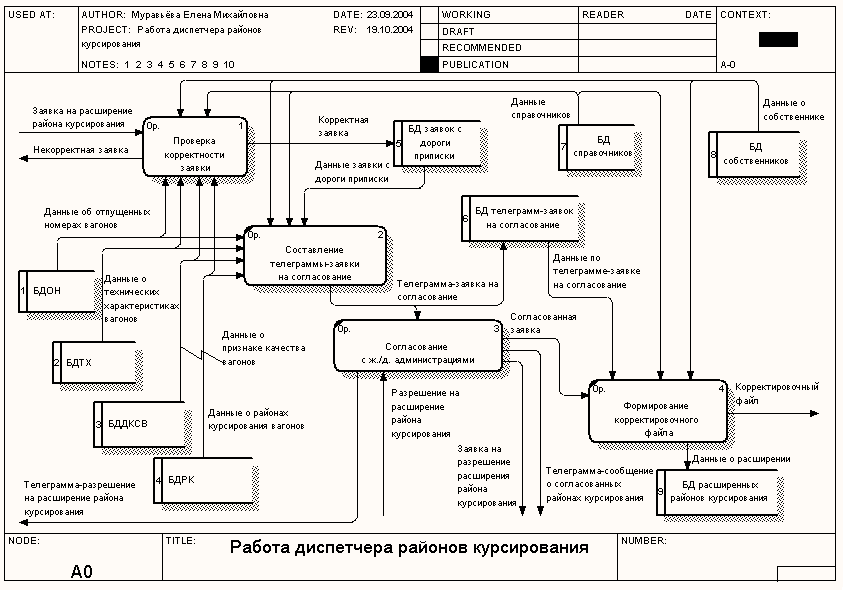 USED AT:
AUTHOR: Муравьёва Елена Михайловна
DATE: 23.09.2004
PROJECT: Работа диспетчера районов
курсирования
REV: 19.10.2004
NOTES: 1 2 3 4 5 6 7 8 9 10
WORKING
DRAFT
RECOMMENDED
PUBLICATION
READER
DATE
CONTEXT:
A-0
Заявка на расширение
района курсирования
Некорректная заявка
0р.
1
Проверка
корректности
заявки
Корректная
заявка
5
БД заявок с
дороги
приписки
Данные заявки с
дороги приписки
Данные
справочников
7
БД
справочников
Данные о
собственнике
8
БД
собственников
Данные об отпущенных
номерах вагонов
0р.
2
Составление
телеграммы-заявки
на согласование
6
БД телеграмм-заявок
на согласование
Данные по
телеграмме-заявке
на согласование
1
БДОН
Данные о
технических
характеристиках
вагонов
Телеграмма-заявка на
согласование
Согласованная
заявка
2
БДТХ
Данные о
признаке качества
вагонов
0р.
3
Согласование
с ж./д. администрациями
3
БДДКСВ
Данные о районах
курсирования вагонов
Разрешение на
расширение
района
курсирования
0р.
4
Формирование
корректировочного
файла
Корректировочный
файл
4
БДРК
Заявка на
разрешение
расширения
района
курсирования
Телеграмма-сообщение
о согласованных
районах курсирования
Данные о расширении
9
БД расширенных
районов курсирования
Телеграмма-разрешение
на расширение района
курсирования
NODE:
A0
TITLE:
Работа диспетчера районов курсирования
NUMBER: